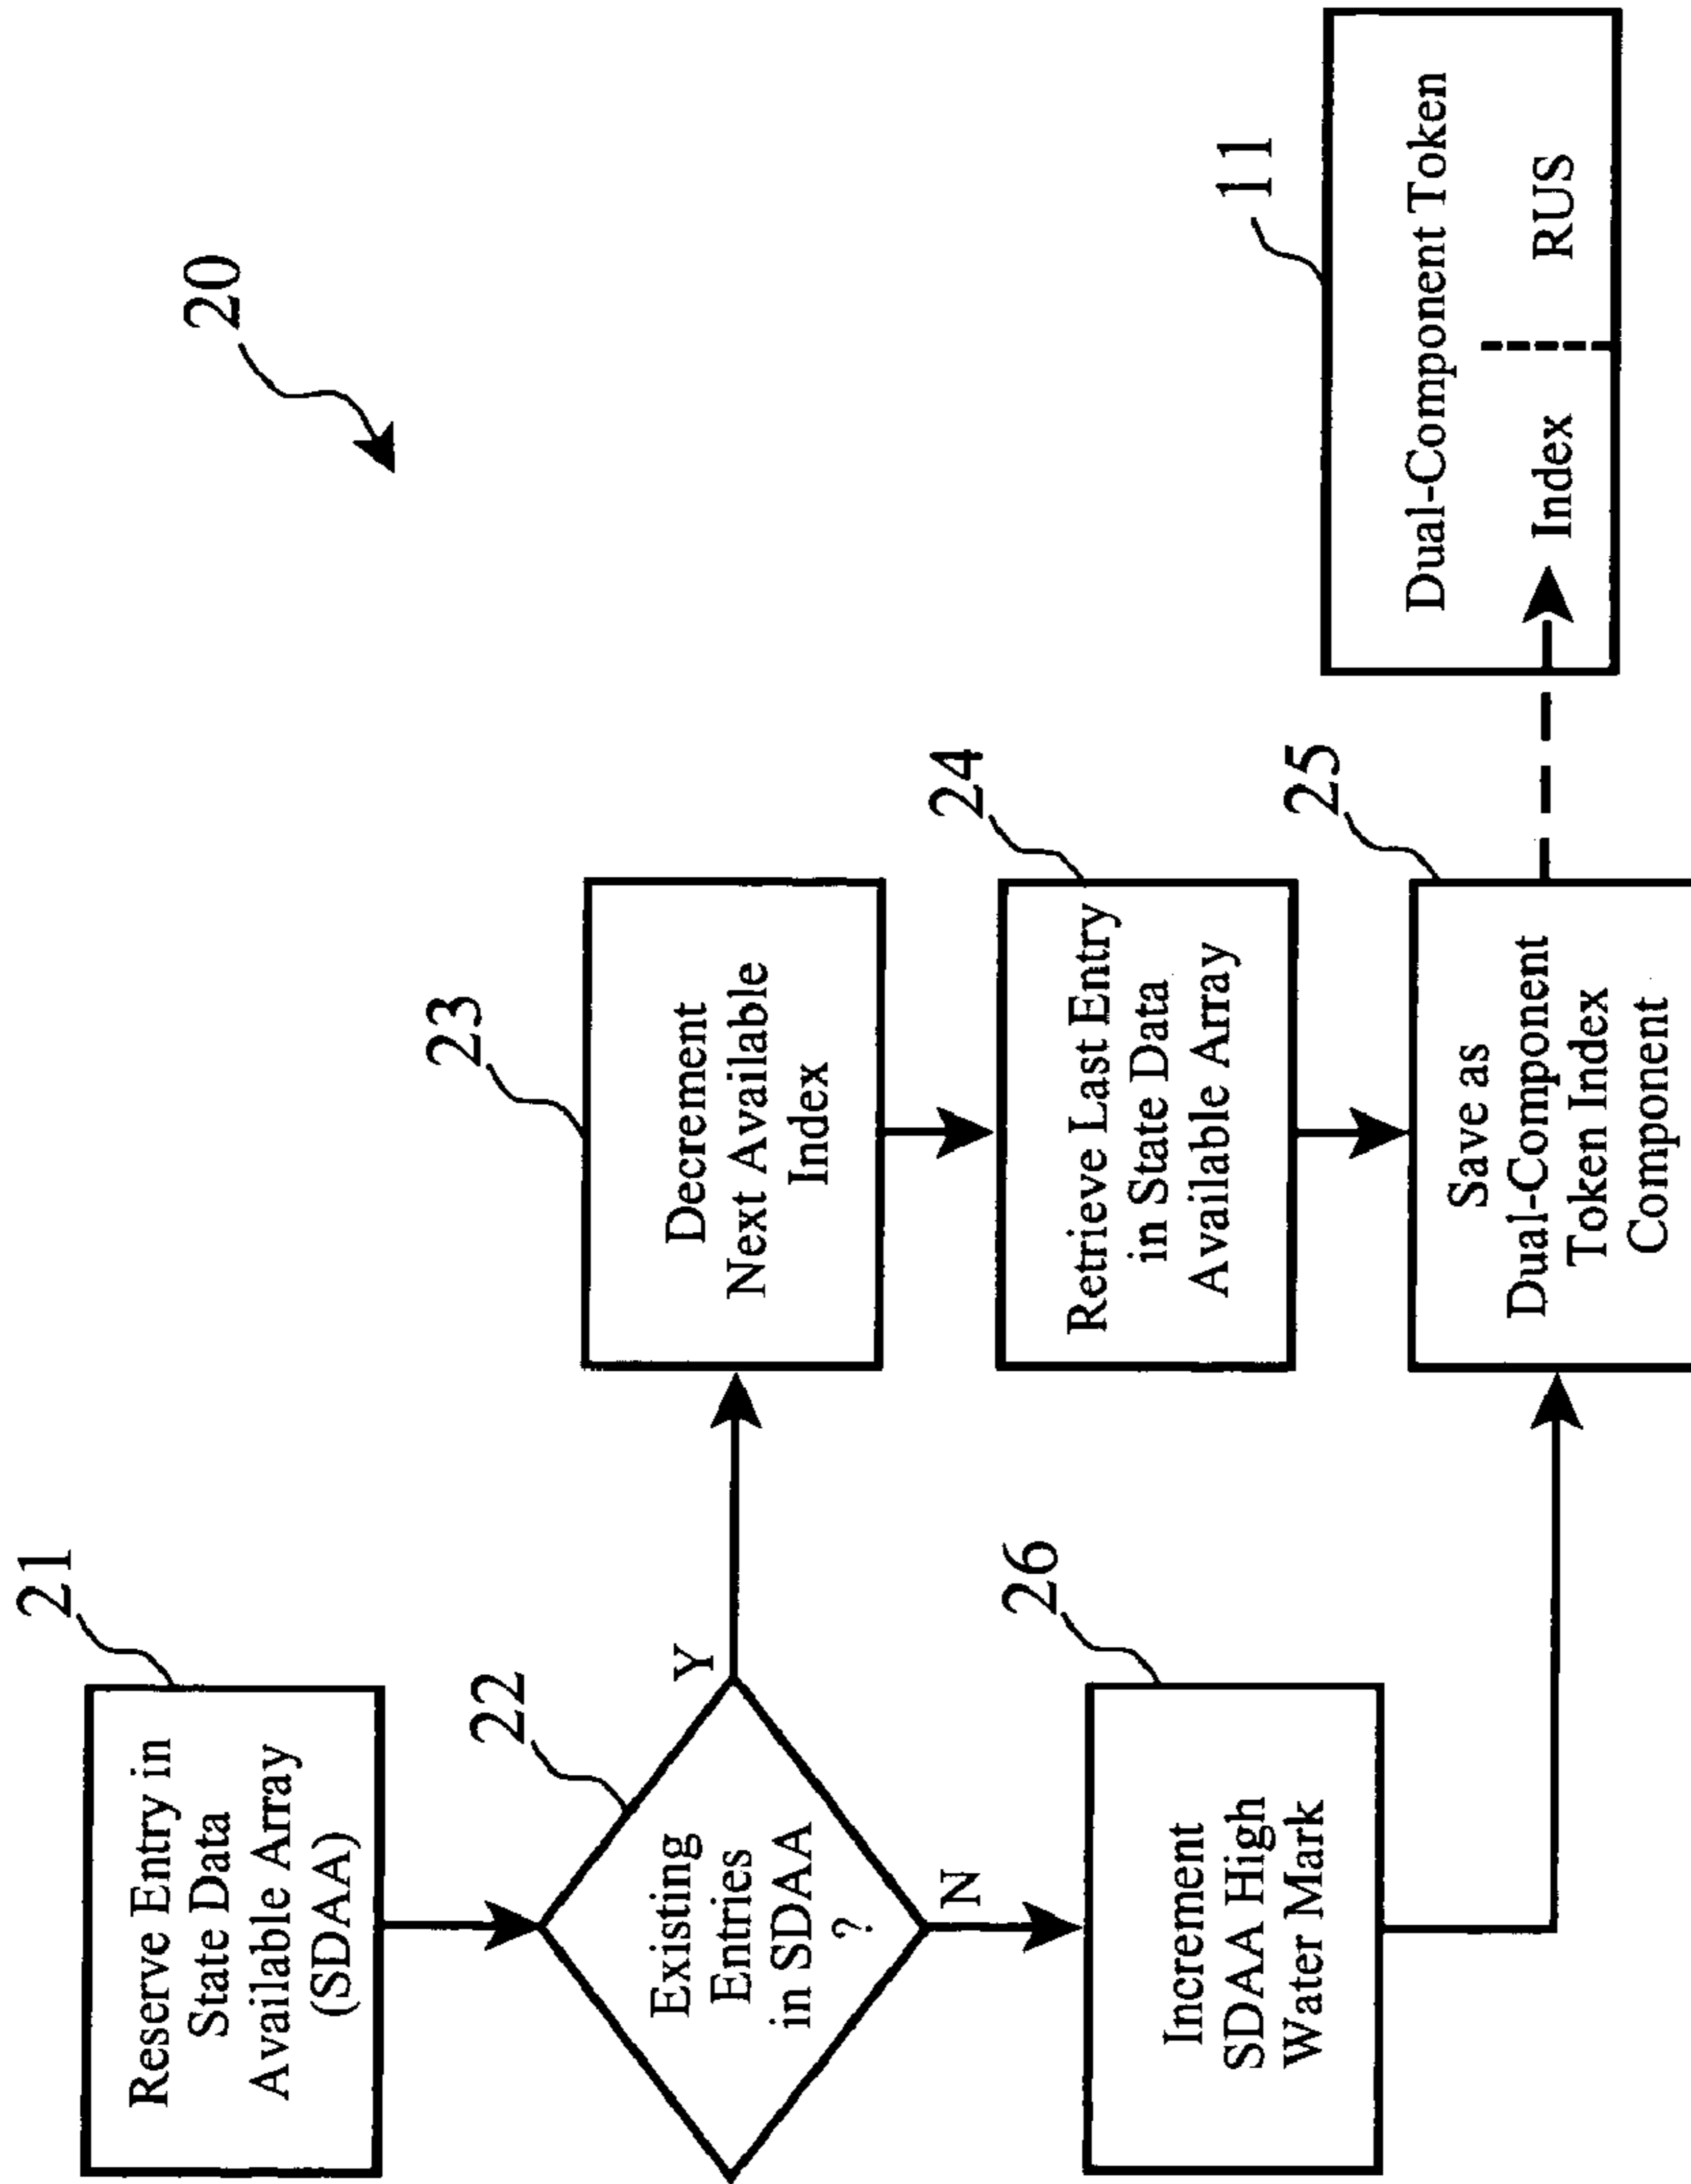 20
21
Reserve Entry in
State Data
Available Array
(SDAA)
22
Existing
Entries
in SDAA
?
Y
N
23
Decrement
Next Available
Index
24
Retrieve Last Entry
in State Data
Available Array
26
Increment
SDAA High
Water Mark
25
Save as
Dual-Component
Token Index
Component
11
Dual-Component Token
Index
RUS